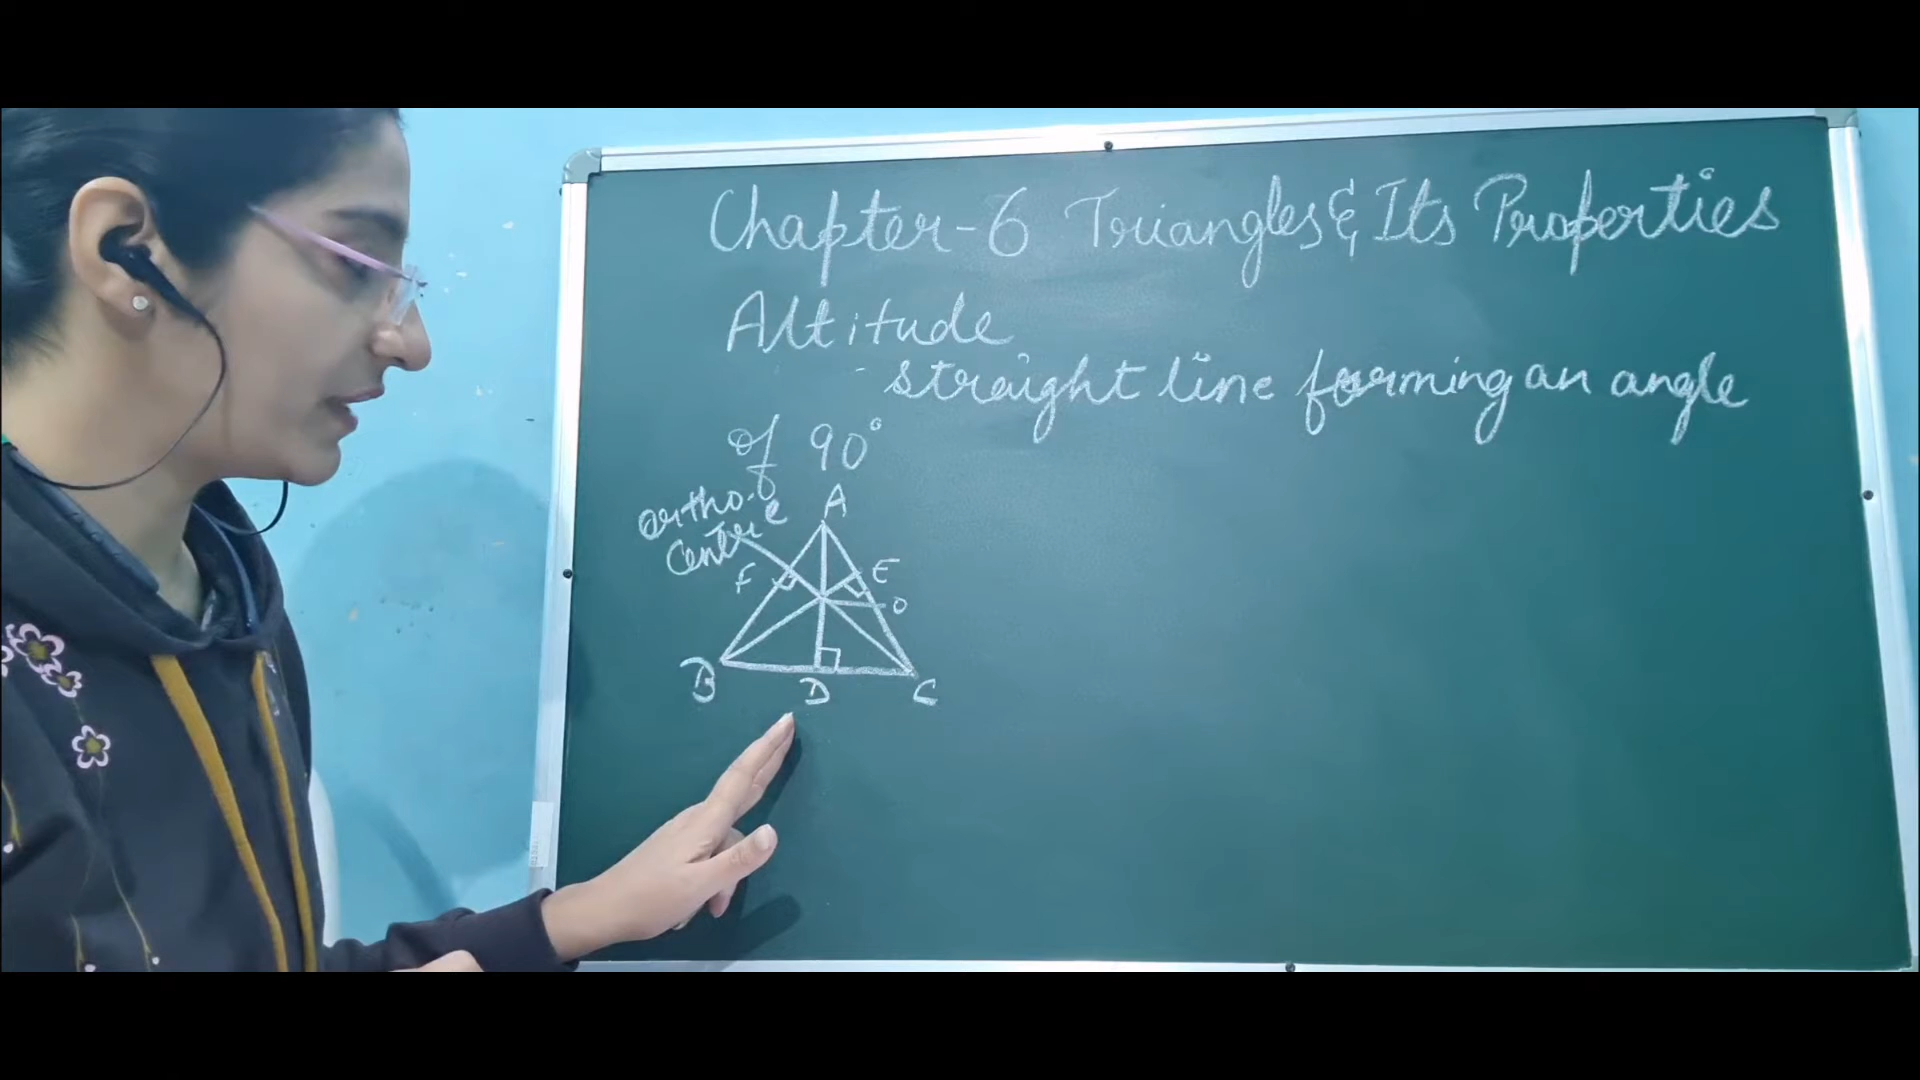 Chapter-6 Triangles & Its Properties
Altitude
- straight line forming an angle
of 90°
Ortho-
Centre
A
F
E
O
B
D
C